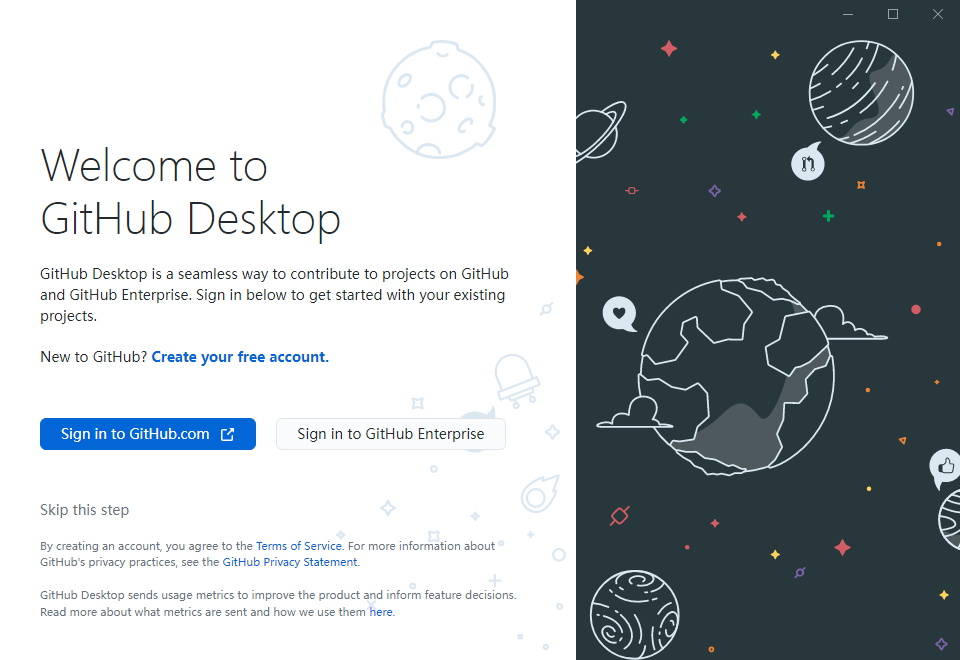 Welcome to
GitHub Desktop
GitHub Desktop is a seamless way to contribute to projects on GitHub
and GitHub Enterprise. Sign in below to get started with your existing
projects.
New to GitHub? Create your free account.
Sign in to GitHub.com
Sign in to GitHub Enterprise
Skip this step
By creating an account, you agree to the Terms of Service. For more information about
GitHub's privacy practices, see the GitHub Privacy Statement.
GitHub Desktop sends usage metrics to improve the product and inform feature decisions.
Read more about what metrics are sent and how we use them here.